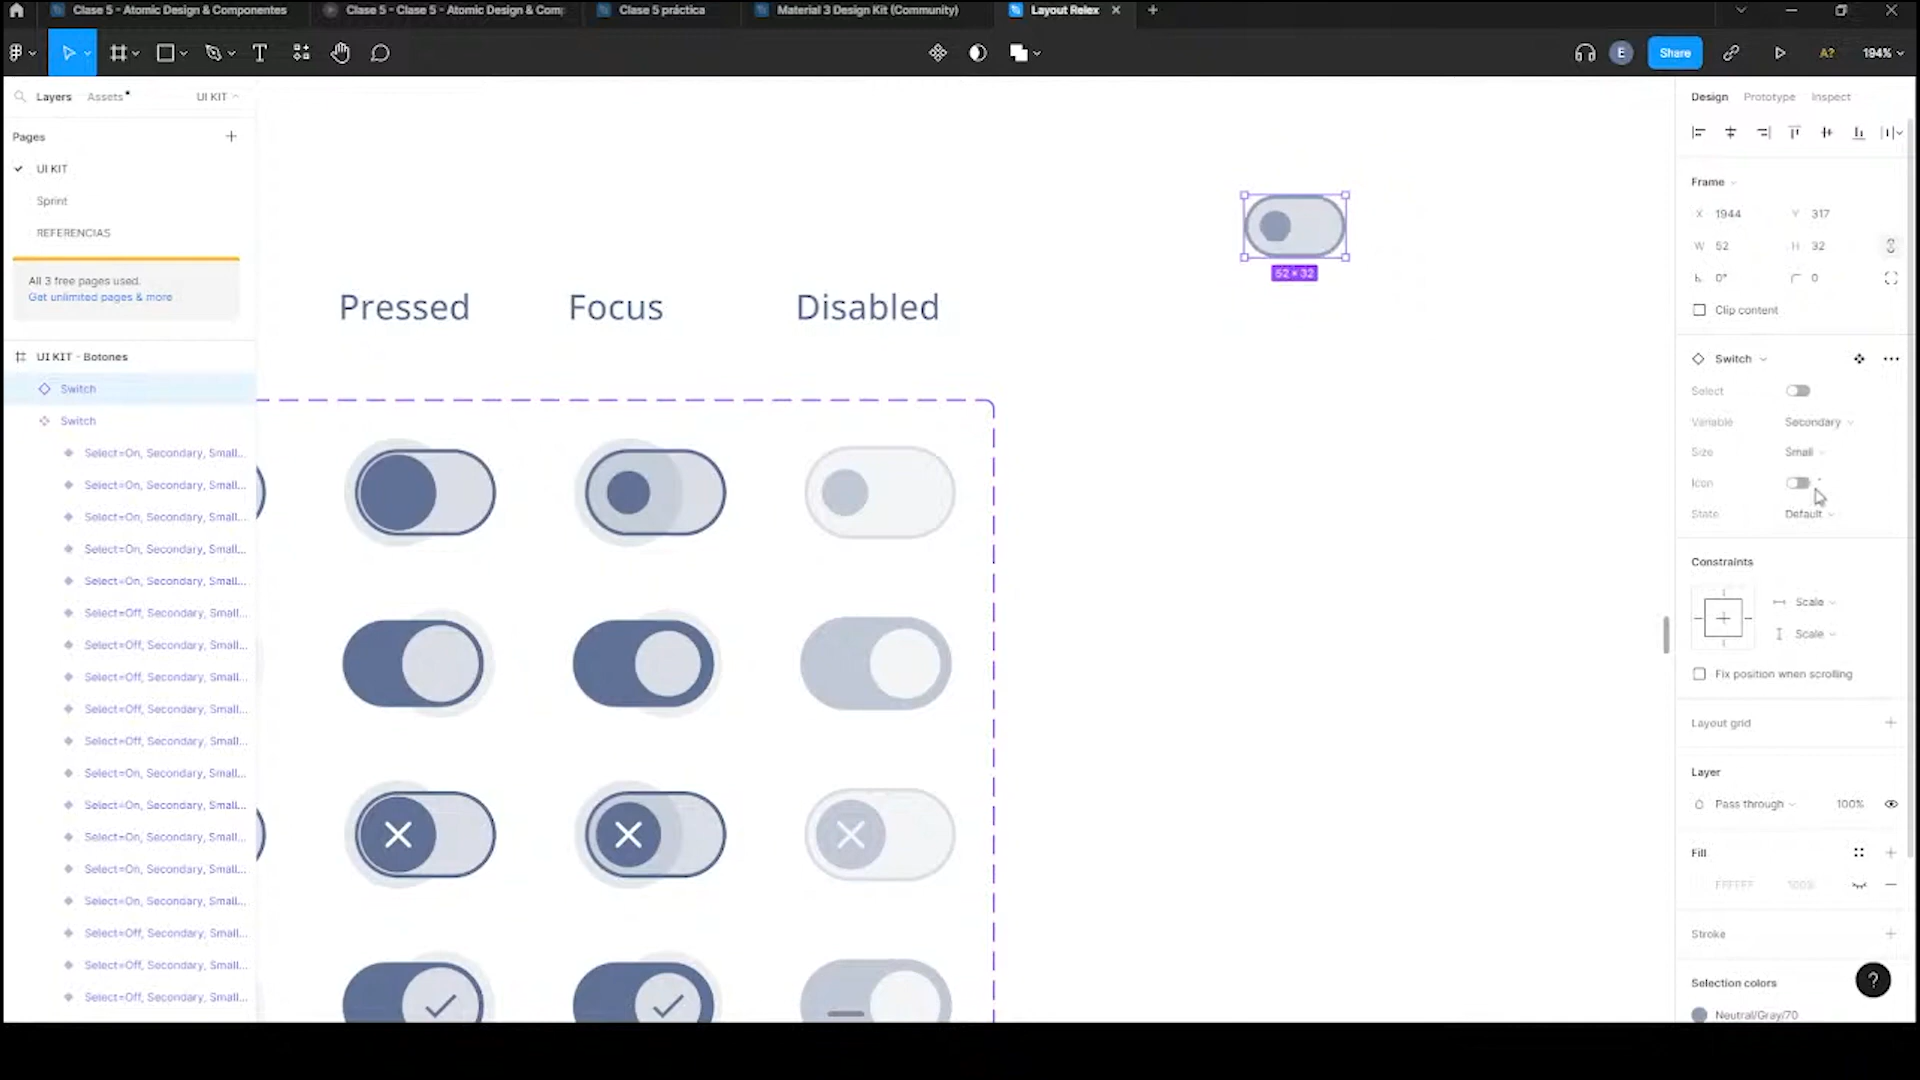 Clase 5 - Atomic Design & Componentes
Clase 5 - Clase 5 - Atomic Design & Com
Clase 5 práctica
Material 3 Design Kit (Community)
Layout Relex
E
Share
A?
194%
Layers
Assets
UI KIT
Design
Prototype
Inspect
Pages
UI KIT
Sprint
REFERENCIAS
All 3 free pages used.
Get unlimited pages & more
UI KIT - Botones
Switch
Switch
Select=On, Secondary, Small...
Select=On, Secondary, Small...
Select=On, Secondary, Small...
Select=On, Secondary, Small...
Select=On, Secondary, Small...
Select=Off, Secondary, Small...
Select=Off, Secondary, Small...
Select=Off, Secondary, Small...
Select=Off, Secondary, Small...
Select=Off, Secondary, Small...
Select=On, Secondary, Small...
Select=On, Secondary, Small...
Select=On, Secondary, Small...
Select=On, Secondary, Small...
Select=On, Secondary, Small...
Select=Off, Secondary, Small...
Select=Off, Secondary, Small...
Select=Off, Secondary, Small...
52 × 32
Pressed
Focus
Disabled
Frame
X 1944
Y 317
W 52
H 32
0°
0
Clip content
Switch
Select
Variable Secondary
Size Small
Icon
State Default
Constraints
Scale
Scale
Fix position when scrolling
Layout grid
Layer
Pass through 100%
Fill
FFFFFF 100%
Stroke
Selection colors
Neutral/Gray/70
?